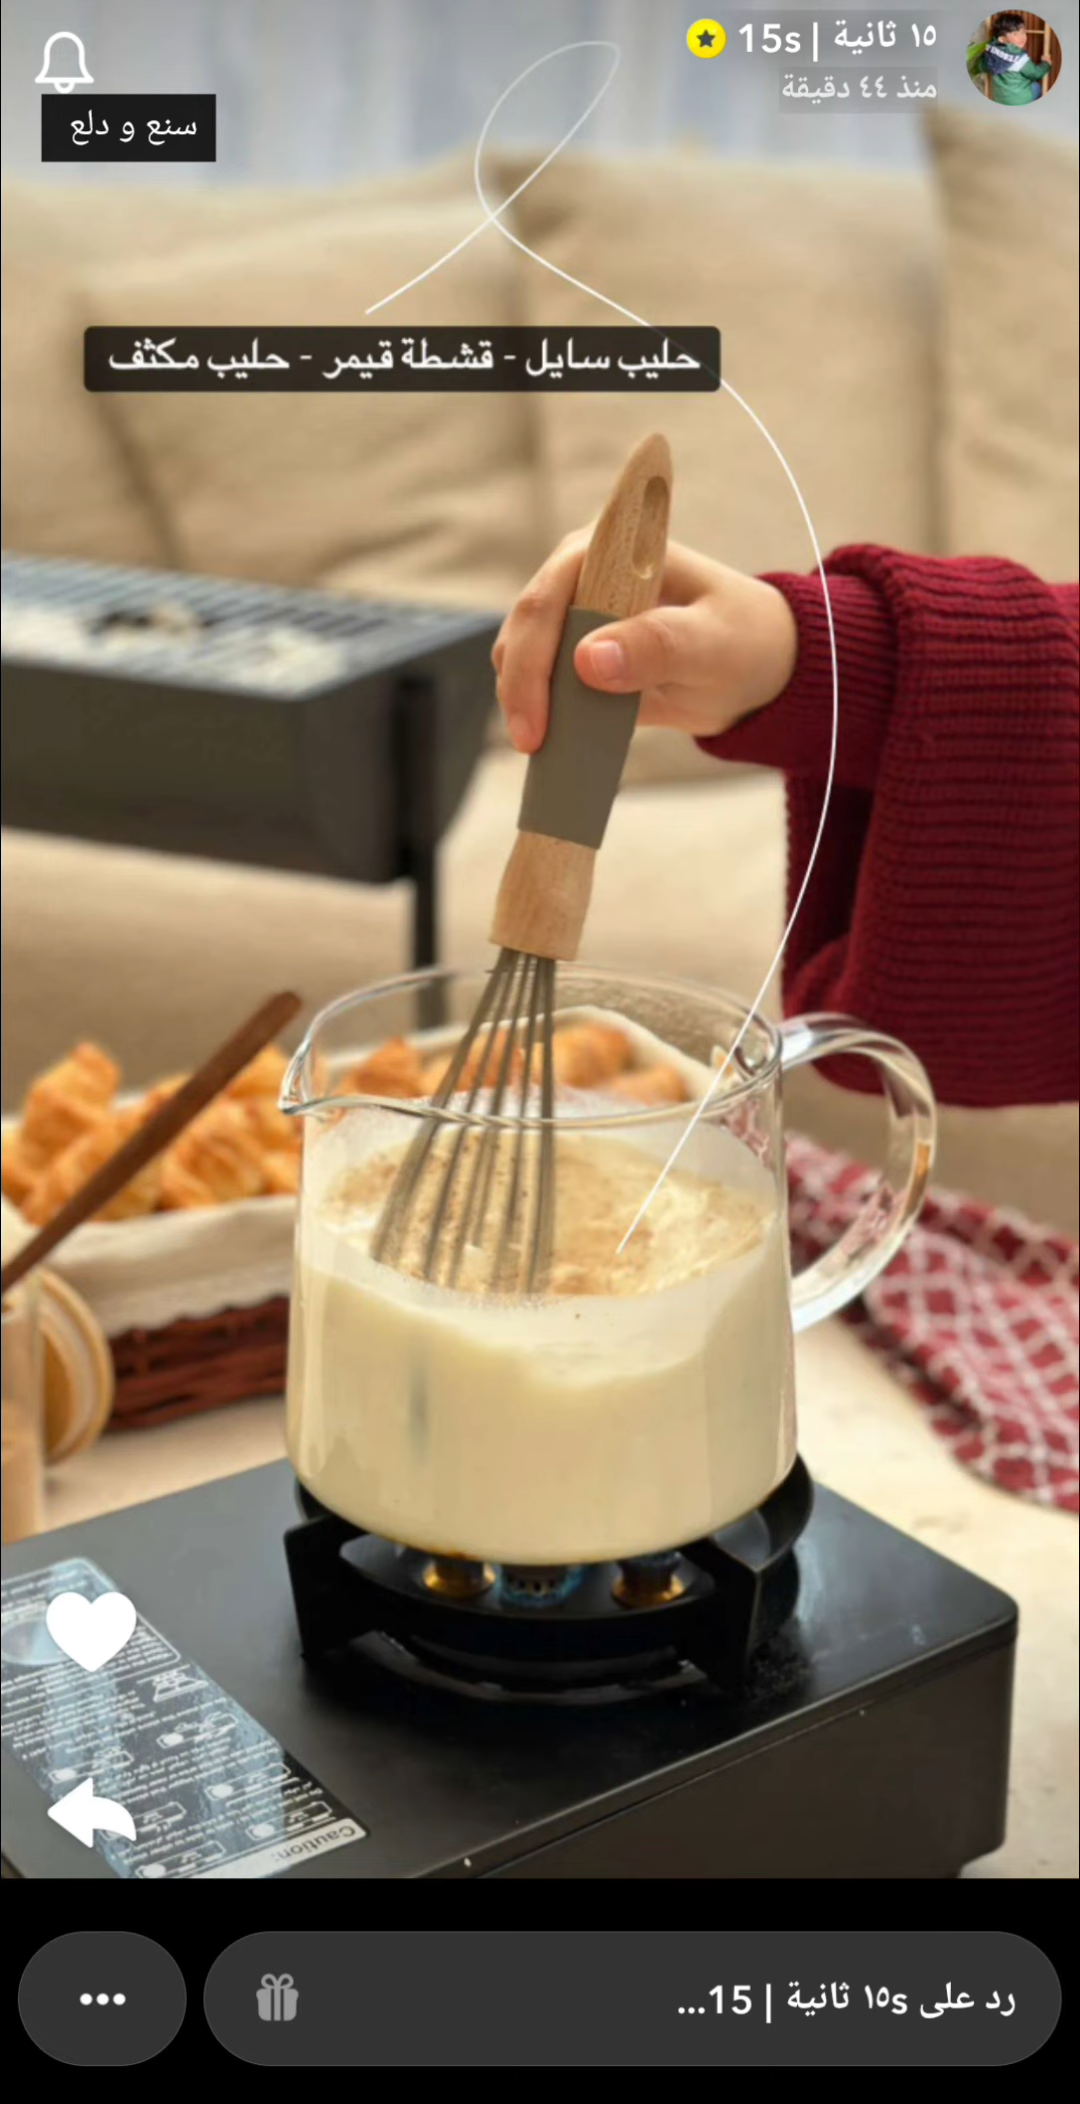 ١٥ ثانية | 15s
منذ ٤٤ دقيقة
سنع و دلع
حليب سايل - قشطة قيمر - حليب مكثف
Caution:
رد على ١٥s ثانية | 15...